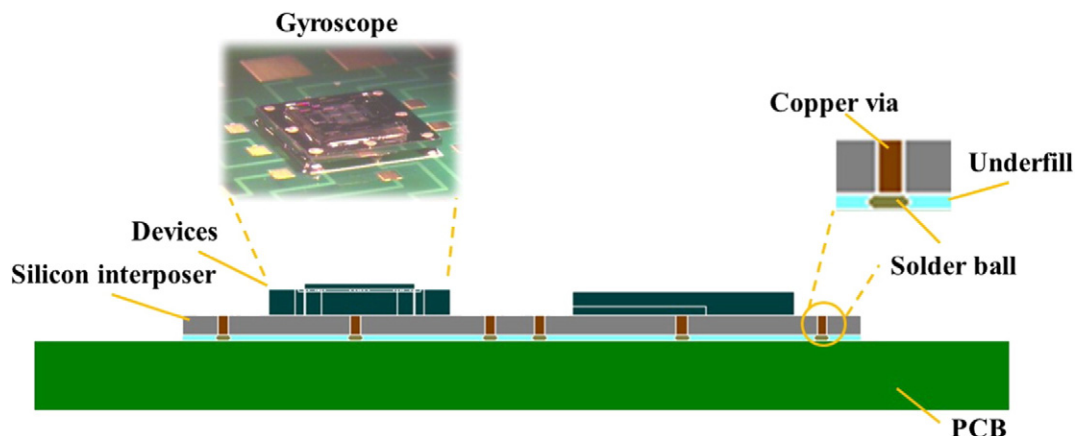 Gyroscope
Copper via
Underfill
Devices
Silicon interposer
Solder ball
PCB